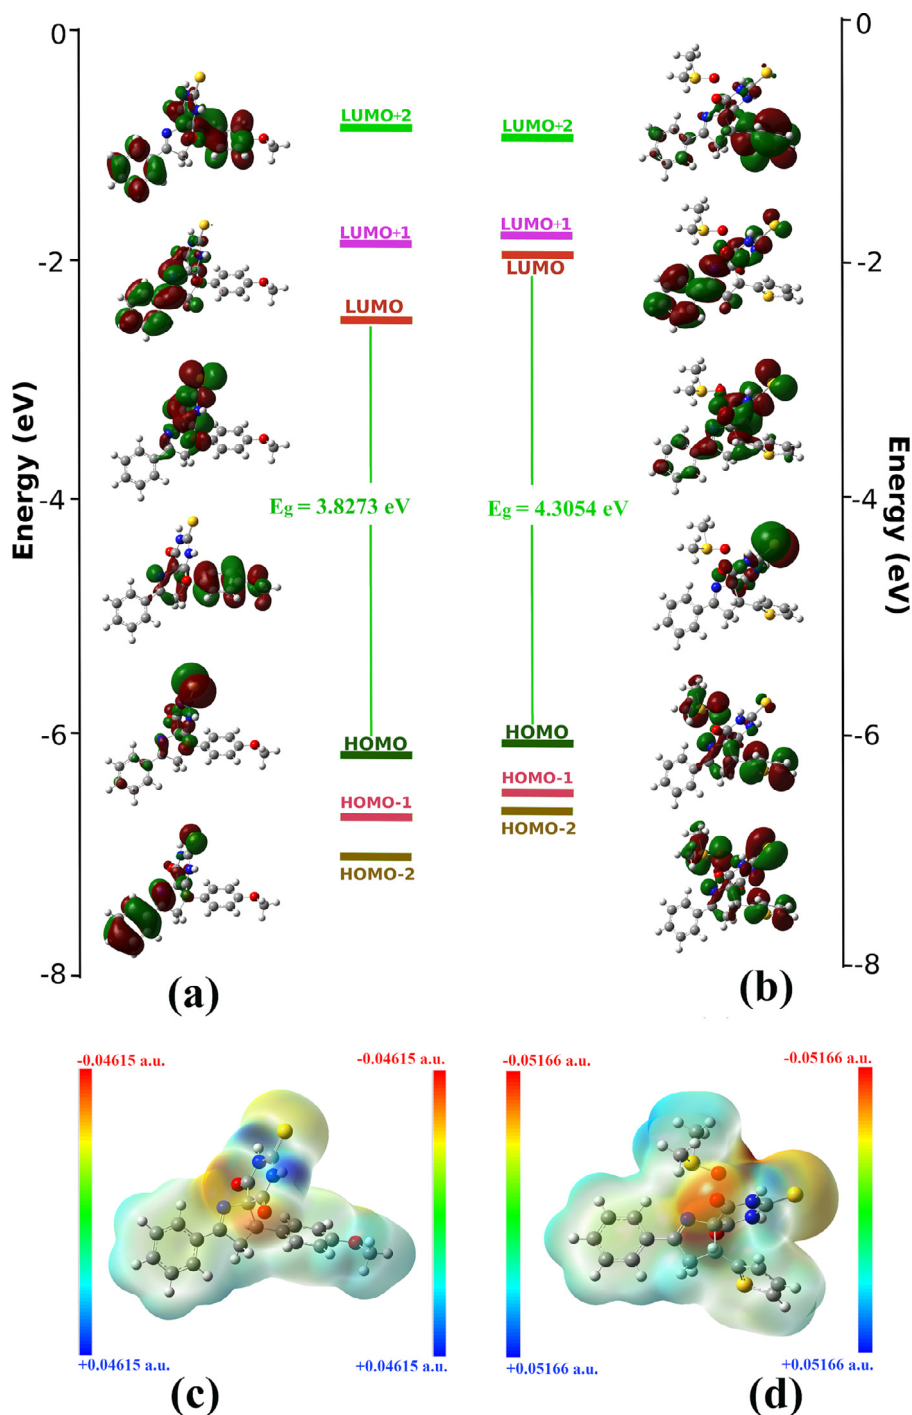 0
0
LUMO+2
LUMO+2
LUMO+1
LUMO+1
-2
-2
LUMO
LUMO
Energy (eV)
Energy (eV)
-4
-4
Eg = 3.8273 eV
Eg = 4.3054 eV
-6
-6
HOMO
HOMO
HOMO-1
HOMO-1
HOMO-2
HOMO-2
-8
-8
(a)
(b)
-0.04615 a.u.
-0.04615 a.u.
-0.05166 a.u.
-0.05166 a.u.
+0.04615 a.u.
+0.04615 a.u.
+0.05166 a.u.
+0.05166 a.u.
(c)
(d)